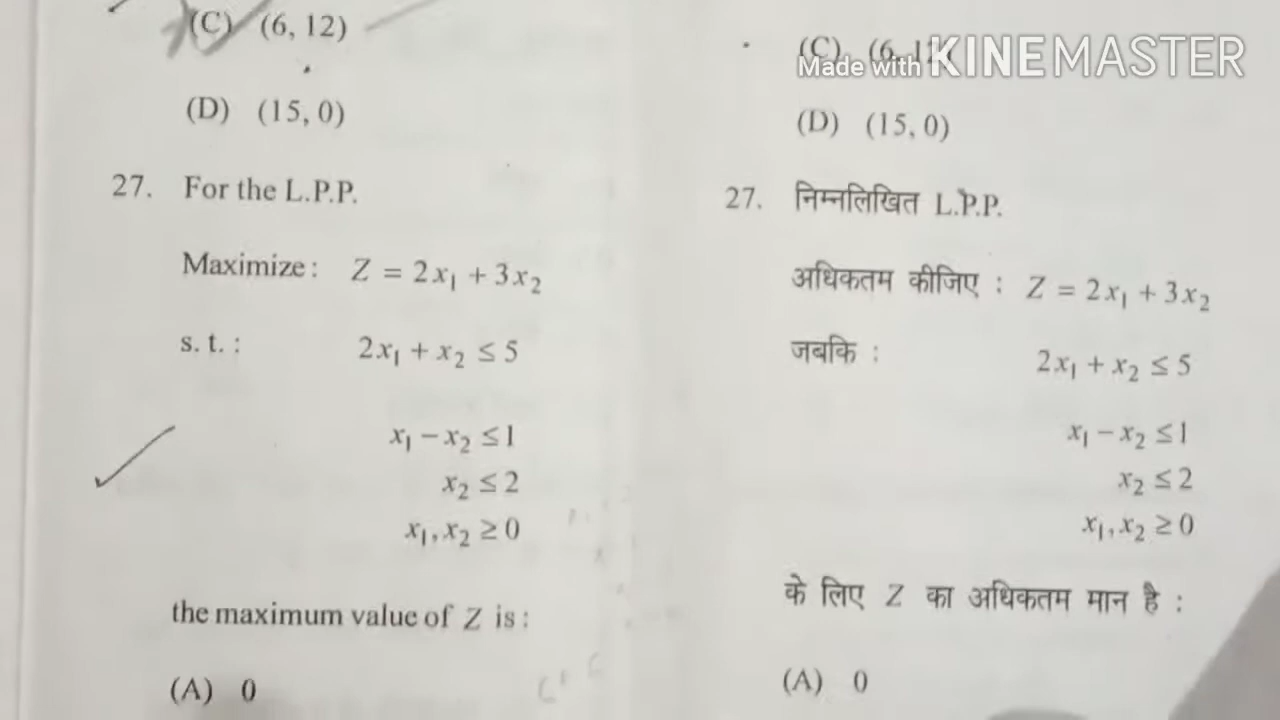 (C) (6, 12)
(D) (15, 0)
27. For the L.P.P.
Maximize : Z = 2x₁ + 3x₂
s. t. : 2x₁ + x₂ ≤ 5
x₁ − x₂ ≤ 1
x₂ ≤ 2
x₁, x₂ ≥ 0
the maximum value of Z is :
(A) 0
(C) (6, 12)
Made with KINEMASTER
(D) (15, 0)
27. निम्नलिखित L.P.P.
अधिकतम कीजिए : Z = 2x₁ + 3x₂
जबकि : 2x₁ + x₂ ≤ 5
x₁ − x₂ ≤ 1
x₂ ≤ 2
x₁, x₂ ≥ 0
के लिए Z का अधिकतम मान है :
(A) 0